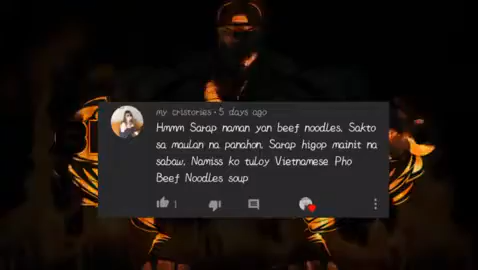 my cristories · 5 days ago
Hmmm Sarap naman yan beef noodles. Sakto
sa maulan na panahon. Sarap higop mainit na
sabaw. Namiss ko tuloy Vietnamese Pho
Beef Noodles soup
1